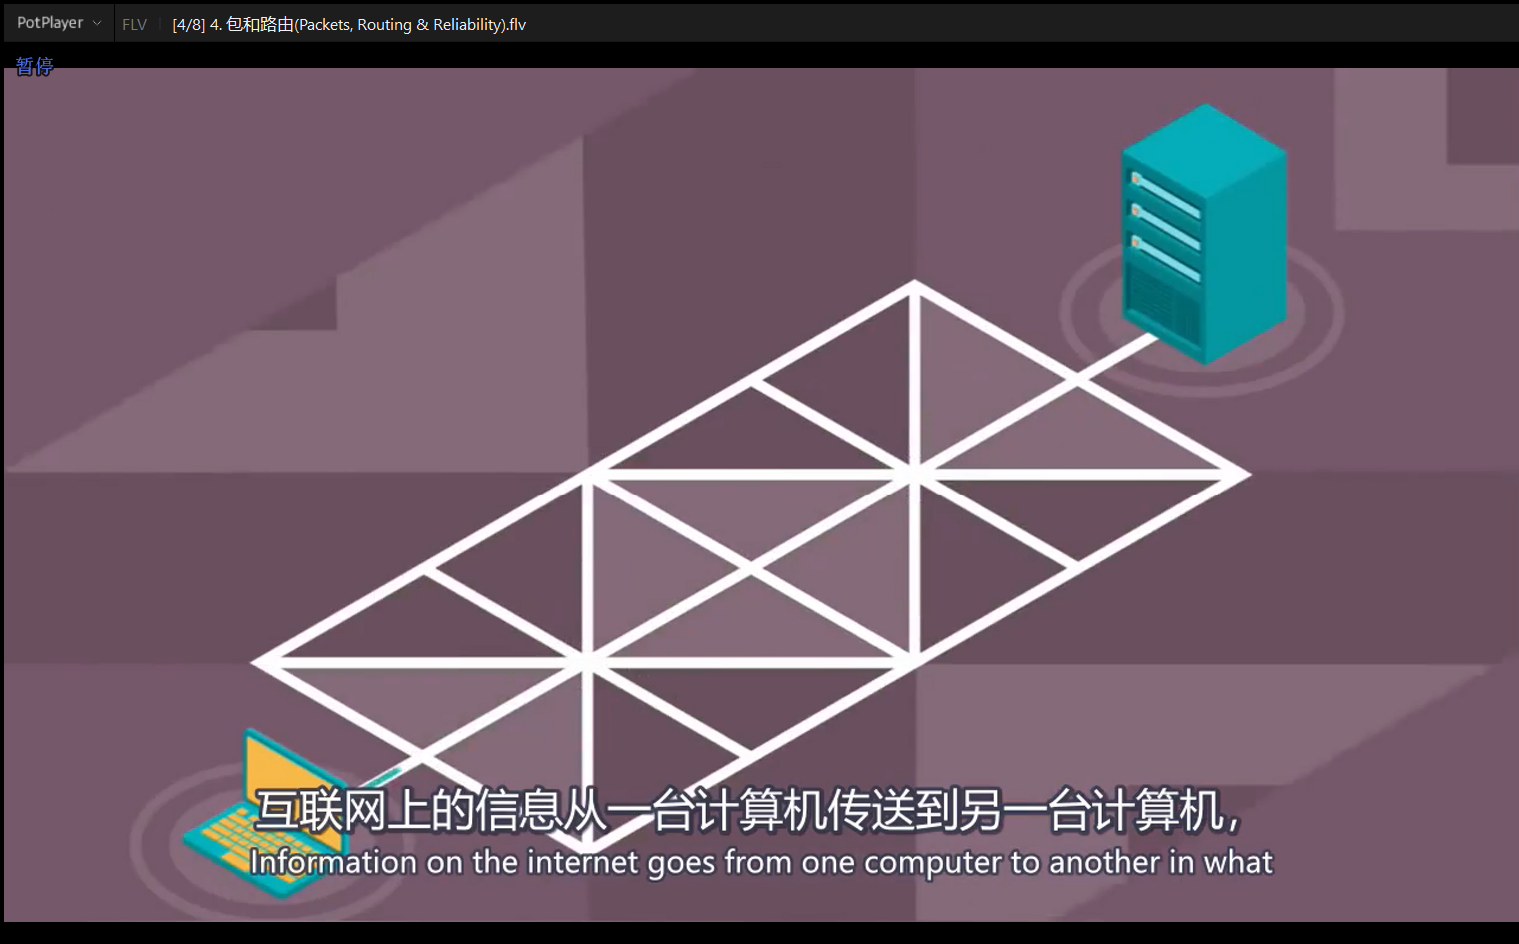 PotPlayer FLV [4/8] 4. 包和路由(Packets, Routing & Reliability).flv
暂停
互联网上的信息从一台计算机传送到另一台计算机，
Information on the internet goes from one computer to another in what